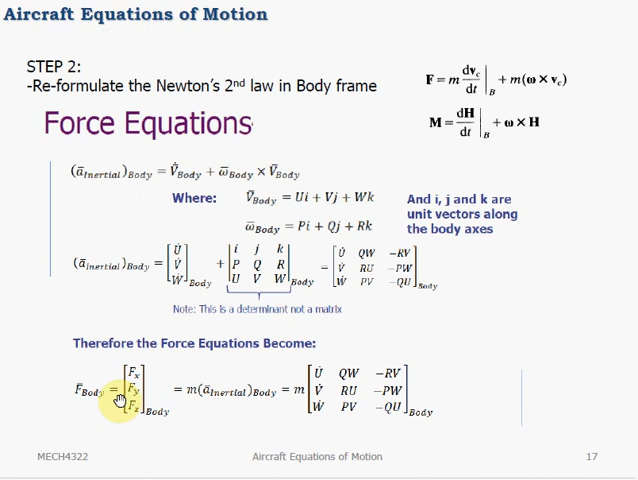 Aircraft Equations of Motion
STEP 2:
-Re-formulate the Newton's 2nd law in Body frame
F = m dv_c/dt |_B + m(ω × v_c)
M = dH/dt |_B + ω × H
Force Equations
(ā_Inertial)_Body = V̄̇_Body + ω̄_Body × V̄_Body
Where: V̄_Body = Ui + Vj + Wk
ω̄_Body = Pi + Qj + Rk
And i, j and k are
unit vectors along
the body axes
(ā_Inertial)_Body = [U̇ V̇ Ẇ]_Body + |i j k; P Q R; U V W|_Body = [U̇ QW −RV; V̇ RU −PW; Ẇ PV −QU]_Body
Note: This is a determinant not a matrix
Therefore the Force Equations Become:
F̄_Body = [F_x F_y F_z]_Body = m(ā_Inertial)_Body = m [U̇ QW −RV; V̇ RU −PW; Ẇ PV −QU]_Body
MECH4322
Aircraft Equations of Motion
17